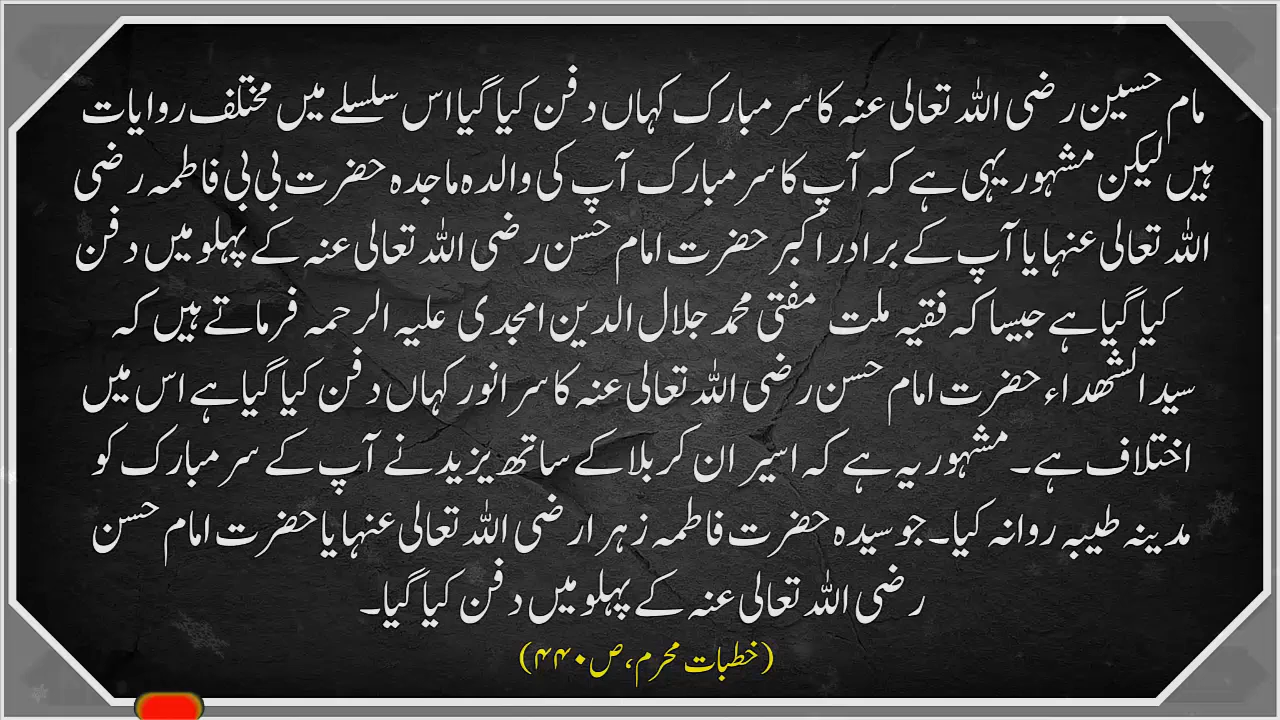 مام حسین رضی اللہ تعالی عنہ کا سر مبارک کہاں دفن کیا گیا اس سلسلے میں مختلف روایات
ہیں لیکن مشہور یہی ہے کہ آپ کا سر مبارک آپ کی والدہ ماجدہ حضرت بی بی فاطمہ رضی
اللہ تعالی عنہا یا آپ کے برادر اکبر حضرت امام حسن رضی اللہ تعالی عنہ کے پہلو میں دفن
کیا گیا ہے جیسا کہ فقیہ ملت مفتی محمد جلال الدین امجدی علیہ الرحمہ فرماتے ہیں کہ
سید الشھداء حضرت امام حسن رضی اللہ تعالی عنہ کا سر انور کہاں دفن کیا گیا ہے اس میں
اختلاف ہے۔ مشہور یہ ہے کہ اسیر ان کربلا کے ساتھ یزید نے آپ کے سر مبارک کو
مدینہ طیبہ روانہ کیا۔ جو سیدہ حضرت فاطمہ زہرا رضی اللہ تعالی عنہا یا حضرت امام حسن
رضی اللہ تعالی عنہ کے پہلو میں دفن کیا گیا۔
(خطبات محرم، ص۴۴۰)